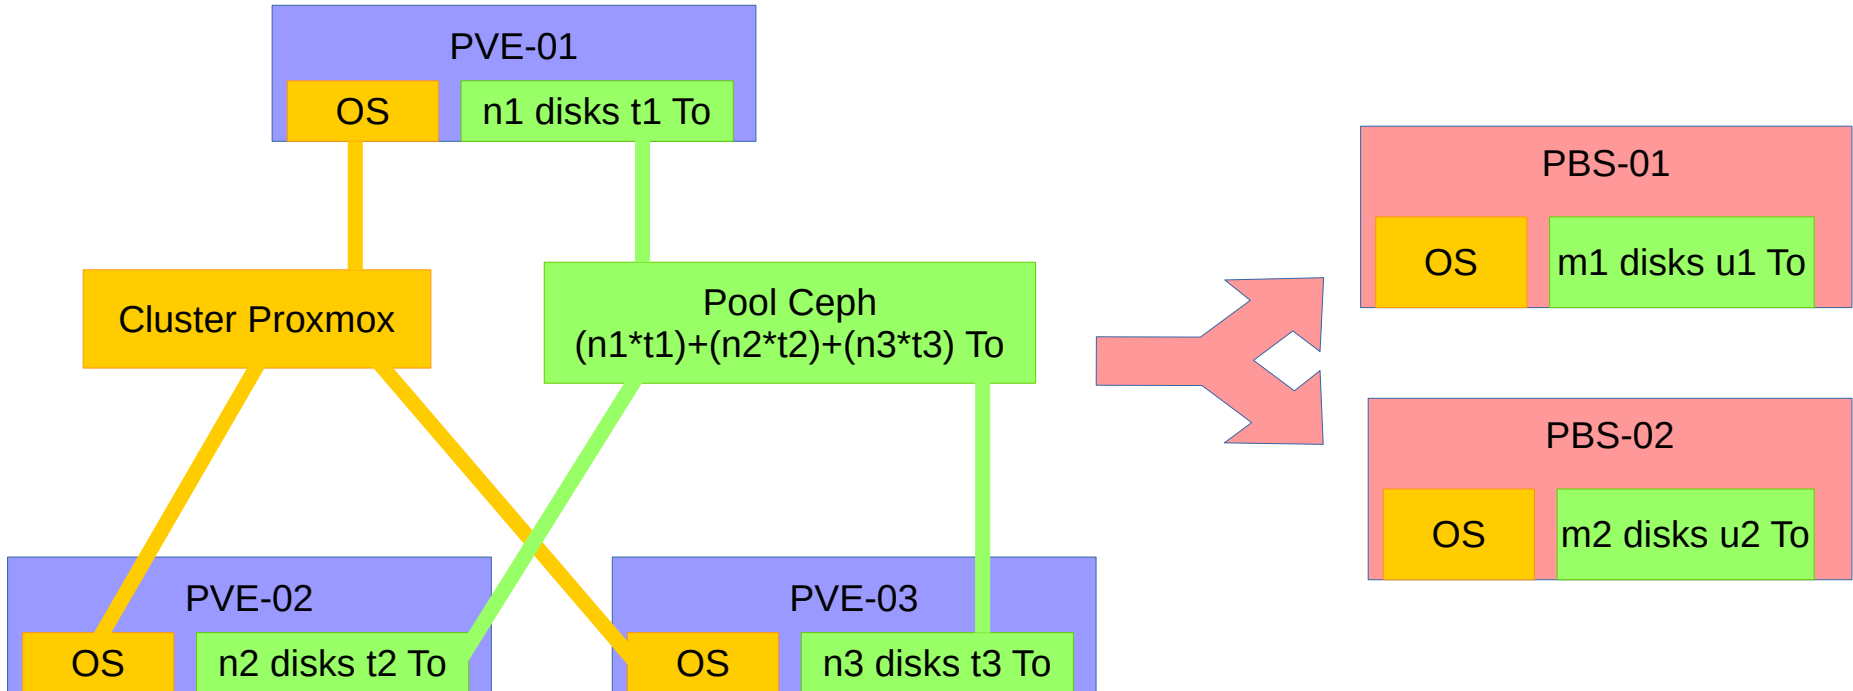 PVE-01
OS
n1 disks t1 To
Cluster Proxmox
Pool Ceph
(n1*t1)+(n2*t2)+(n3*t3) To
PVE-02
OS
n2 disks t2 To
PVE-03
OS
n3 disks t3 To
PBS-01
OS
m1 disks u1 To
PBS-02
OS
m2 disks u2 To